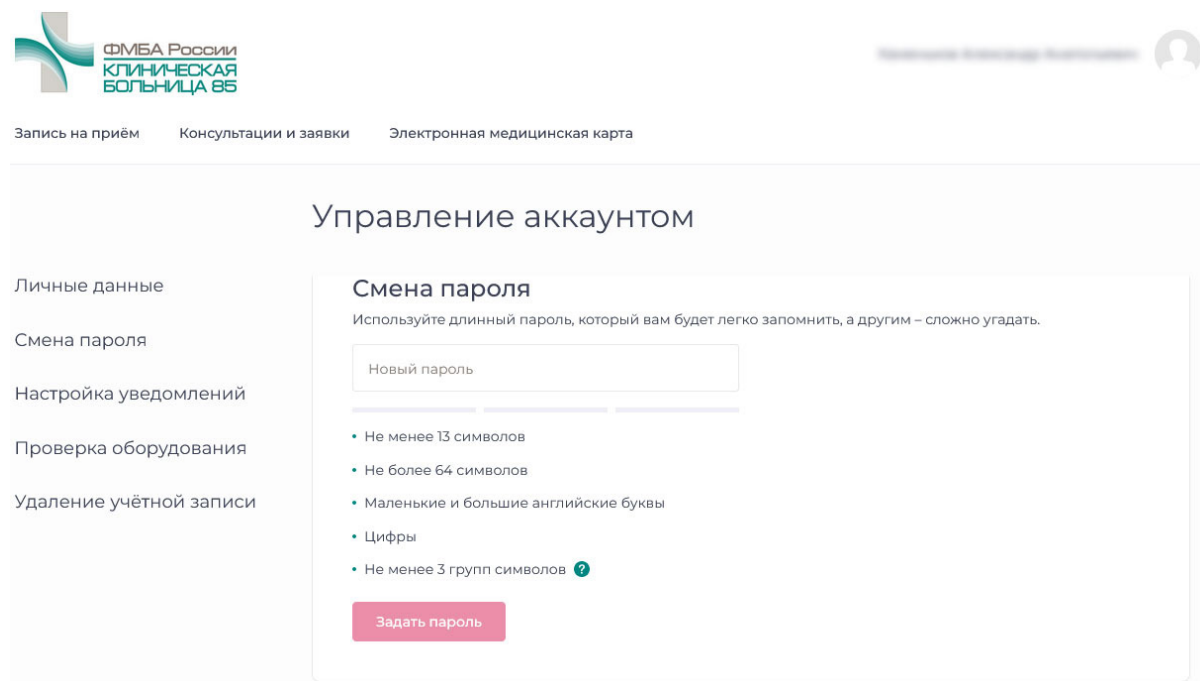 ФМБА России
КЛИНИЧЕСКАЯ
БОЛЬНИЦА 85
Запись на приём Консультации и заявки Электронная медицинская карта
Управление аккаунтом
Личные данные
Смена пароля
Настройка уведомлений
Проверка оборудования
Удаление учётной записи
Смена пароля
Используйте длинный пароль, который вам будет легко запомнить, а другим – сложно угадать.
Новый пароль
• Не менее 13 символов
• Не более 64 символов
• Маленькие и большие английские буквы
• Цифры
• Не менее 3 групп символов ?
Задать пароль